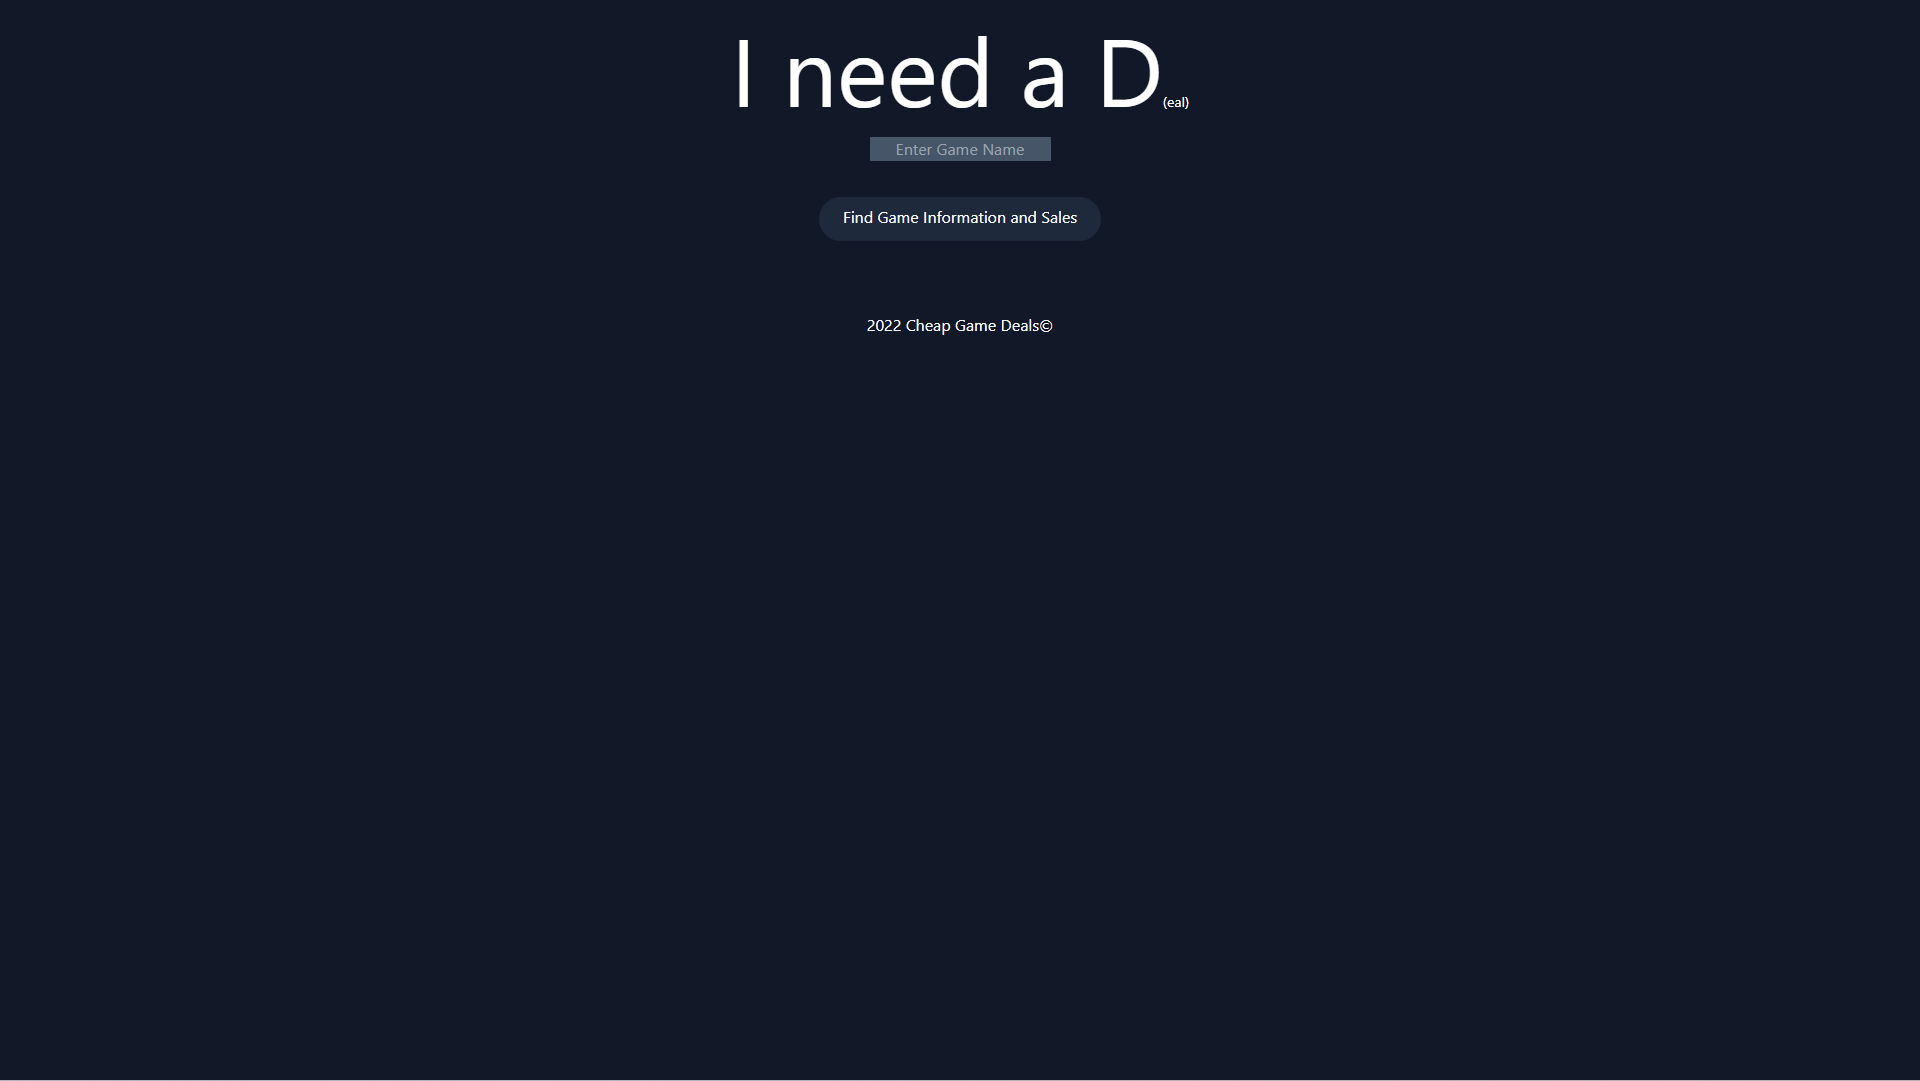 I need a D(eal)
Enter Game Name
Find Game Information and Sales
2022 Cheap Game Deals©